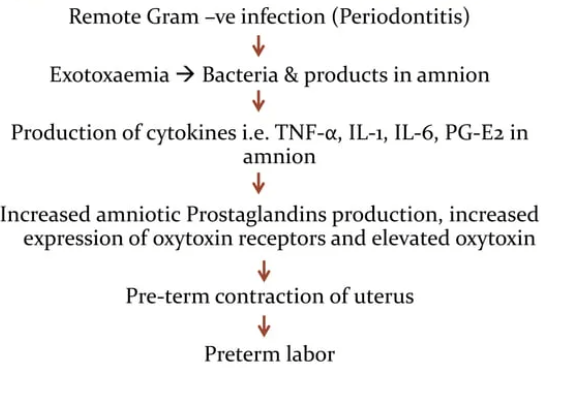 Remote Gram –ve infection (Periodontitis)
↓
Exotoxaemia → Bacteria & products in amnion
↓
Production of cytokines i.e. TNF-α, IL-1, IL-6, PG-E2 in
amnion
↓
Increased amniotic Prostaglandins production, increased
expression of oxytoxin receptors and elevated oxytoxin
↓
Pre-term contraction of uterus
↓
Preterm labor